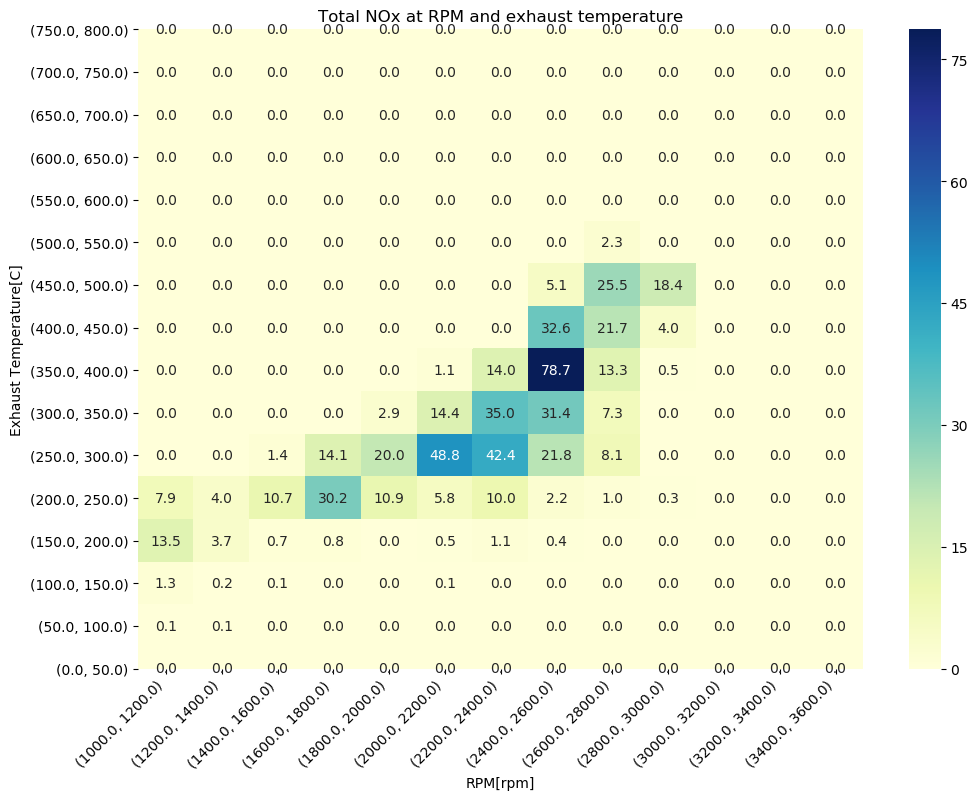 Total NOx at RPM and exhaust temperature
(750.0, 800.0) 0.0 0.0 0.0 0.0 0.0 0.0 0.0 0.0 0.0 0.0 0.0 0.0 0.0
(700.0, 750.0) 0.0 0.0 0.0 0.0 0.0 0.0 0.0 0.0 0.0 0.0 0.0 0.0 0.0
(650.0, 700.0) 0.0 0.0 0.0 0.0 0.0 0.0 0.0 0.0 0.0 0.0 0.0 0.0 0.0
(600.0, 650.0) 0.0 0.0 0.0 0.0 0.0 0.0 0.0 0.0 0.0 0.0 0.0 0.0 0.0
(550.0, 600.0) 0.0 0.0 0.0 0.0 0.0 0.0 0.0 0.0 0.0 0.0 0.0 0.0 0.0
(500.0, 550.0) 0.0 0.0 0.0 0.0 0.0 0.0 0.0 0.0 2.3 0.0 0.0 0.0 0.0
(450.0, 500.0) 0.0 0.0 0.0 0.0 0.0 0.0 0.0 5.1 25.5 18.4 0.0 0.0 0.0
(400.0, 450.0) 0.0 0.0 0.0 0.0 0.0 0.0 0.0 32.6 21.7 4.0 0.0 0.0 0.0
(350.0, 400.0) 0.0 0.0 0.0 0.0 0.0 1.1 14.0 78.7 13.3 0.5 0.0 0.0 0.0
(300.0, 350.0) 0.0 0.0 0.0 0.0 2.9 14.4 35.0 31.4 7.3 0.0 0.0 0.0 0.0
(250.0, 300.0) 0.0 0.0 1.4 14.1 20.0 48.8 42.4 21.8 8.1 0.0 0.0 0.0 0.0
(200.0, 250.0) 7.9 4.0 10.7 30.2 10.9 5.8 10.0 2.2 1.0 0.3 0.0 0.0 0.0
(150.0, 200.0) 13.5 3.7 0.7 0.8 0.0 0.5 1.1 0.4 0.0 0.0 0.0 0.0 0.0
(100.0, 150.0) 1.3 0.2 0.1 0.0 0.0 0.1 0.0 0.0 0.0 0.0 0.0 0.0 0.0
(50.0, 100.0) 0.1 0.1 0.0 0.0 0.0 0.0 0.0 0.0 0.0 0.0 0.0 0.0 0.0
(0.0, 50.0) 0.0 0.0 0.0 0.0 0.0 0.0 0.0 0.0 0.0 0.0 0.0 0.0 0.0
Exhaust Temperature[C]
(1000.0, 1200.0)
(1200.0, 1400.0)
(1400.0, 1600.0)
(1600.0, 1800.0)
(1800.0, 2000.0)
(2000.0, 2200.0)
(2200.0, 2400.0)
(2400.0, 2600.0)
(2600.0, 2800.0)
(2800.0, 3000.0)
(3000.0, 3200.0)
(3200.0, 3400.0)
(3400.0, 3600.0)
RPM[rpm]
75
60
45
30
15
0